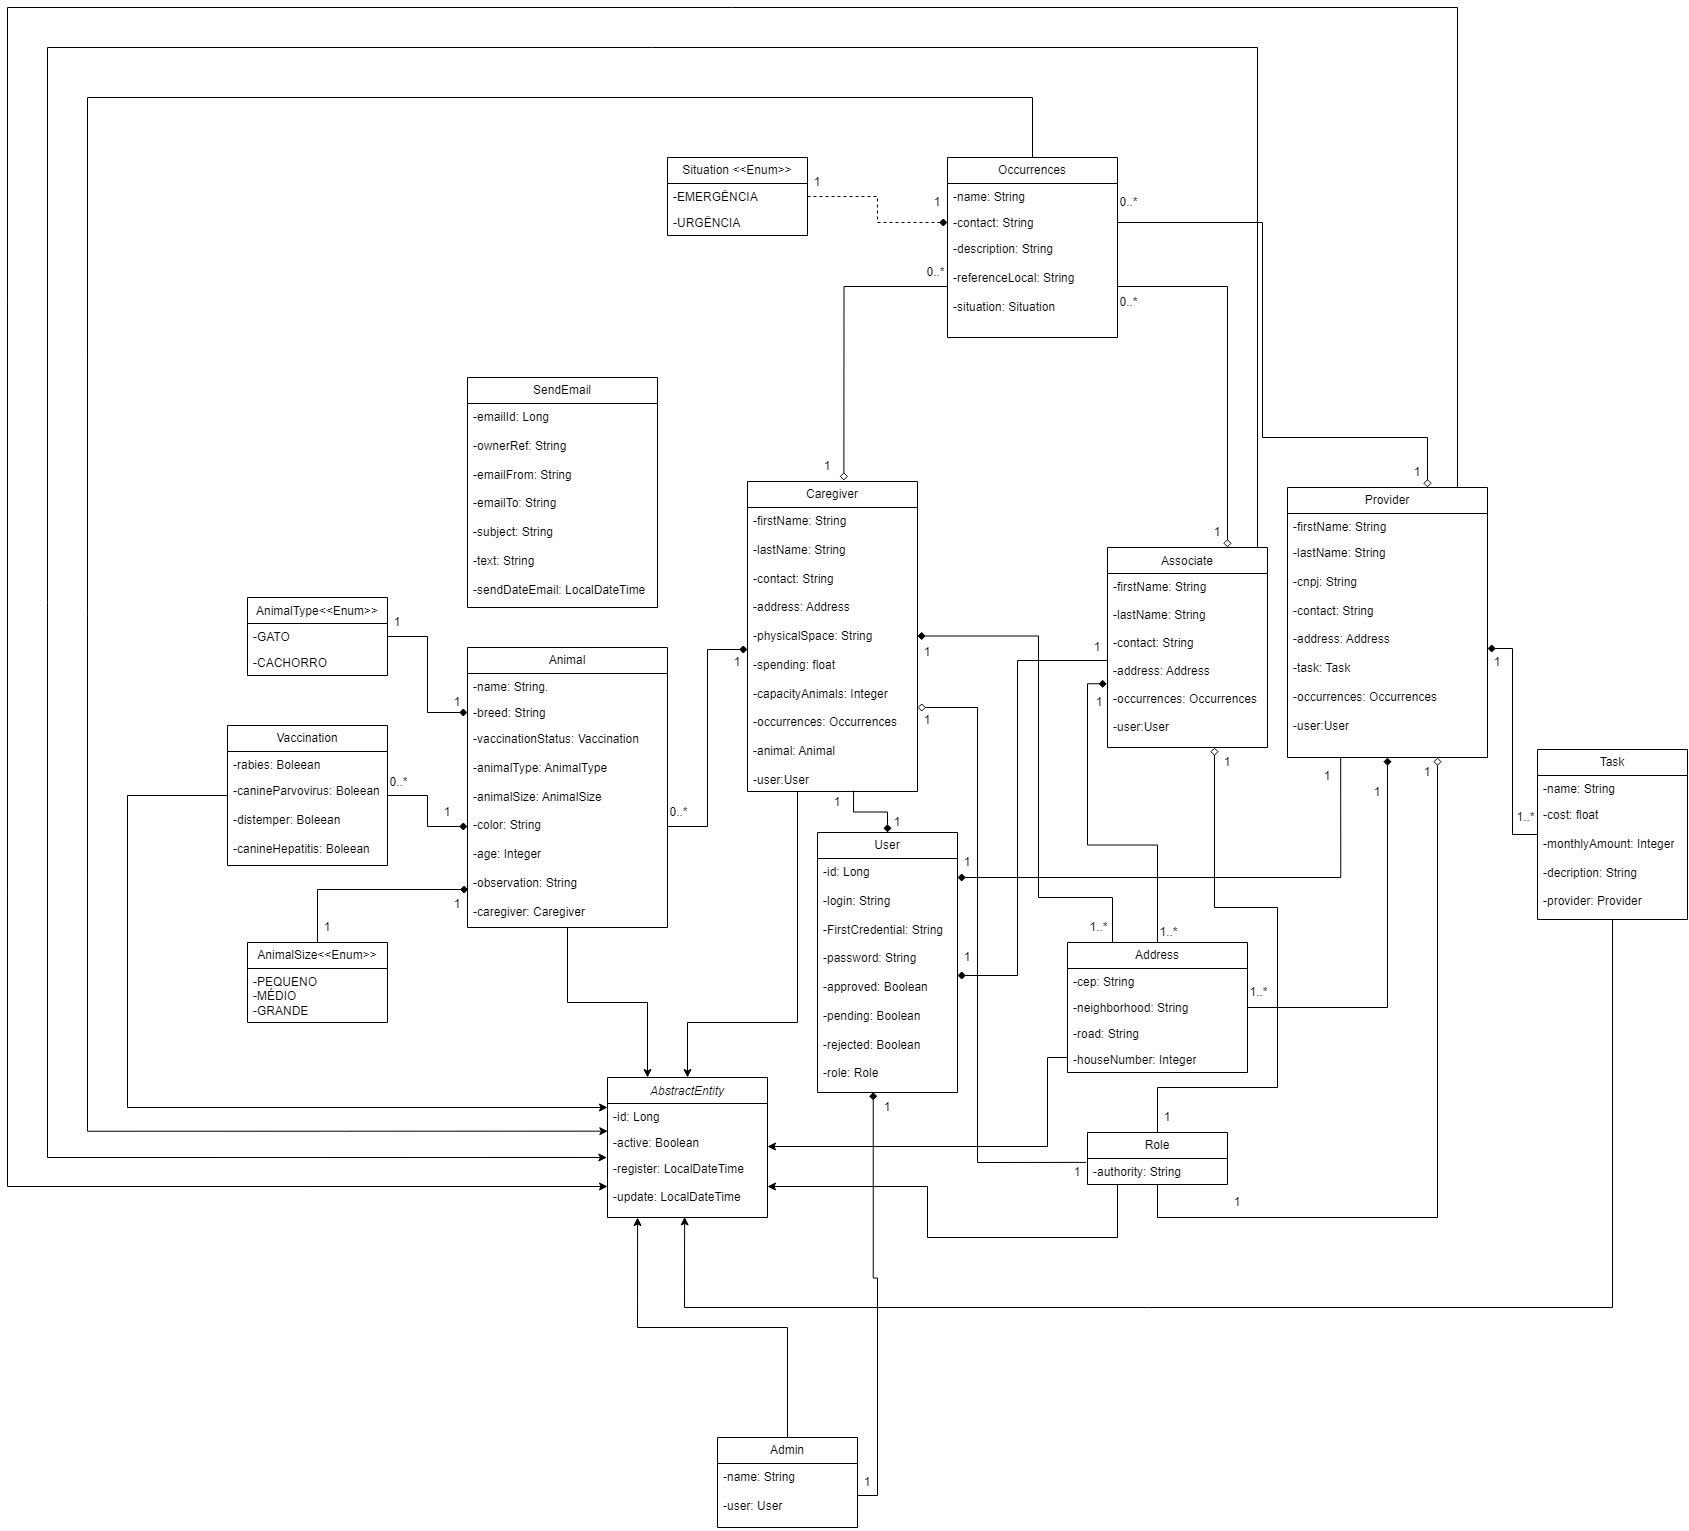 Situation <<Enum>>
-EMERGÊNCIA
-URGÊNCIA
1
1
Occurrences
-name: String
-contact: String
-description: String
-referenceLocal: String
-situation: Situation
0..*
0..*
0..*
SendEmail
-emailId: Long
-ownerRef: String
-emailFrom: String
-emailTo: String
-subject: String
-text: String
-sendDateEmail: LocalDateTime
1
Caregiver
-firstName: String
-lastName: String
-contact: String
-address: Address
-physicalSpace: String
-spending: float
-capacityAnimals: Integer
-occurrences: Occurrences
-animal: Animal
-user:User
1
1
1
1
1
Associate
-firstName: String
-lastName: String
-contact: String
-address: Address
-occurrences: Occurrences
-user:User
1
1
1
1
Provider
-firstName: String
-lastName: String
-cnpj: String
-contact: String
-address: Address
-task: Task
-occurrences: Occurrences
-user:User
1
1
1
1
1
Task
-name: String
-cost: float
-monthlyAmount: Integer
-decription: String
-provider: Provider
1..*
AnimalType<<Enum>>
-GATO
-CACHORRO
1
Animal
-name: String.
-breed: String
-vaccinationStatus: Vaccination
-animalType: AnimalType
-animalSize: AnimalSize
-color: String
-age: Integer
-observation: String
-caregiver: Caregiver
1
1
1
0..*
Vaccination
-rabies: Boleean
-canineParvovirus: Boleean
-distemper: Boleean
-canineHepatitis: Boleean
0..*
1
AnimalSize<<Enum>>
-PEQUENO
-MÉDIO
-GRANDE
User
-id: Long
-login: String
-FirstCredential: String
-password: String
-approved: Boolean
-pending: Boolean
-rejected: Boolean
-role: Role
1
1
1
1
1..*
1..*
1..*
Address
-cep: String
-neighborhood: String
-road: String
-houseNumber: Integer
AbstractEntity
-id: Long
-active: Boolean
-register: LocalDateTime
-update: LocalDateTime
1
Role
-authority: String
1
1
Admin
-name: String
-user: User
1